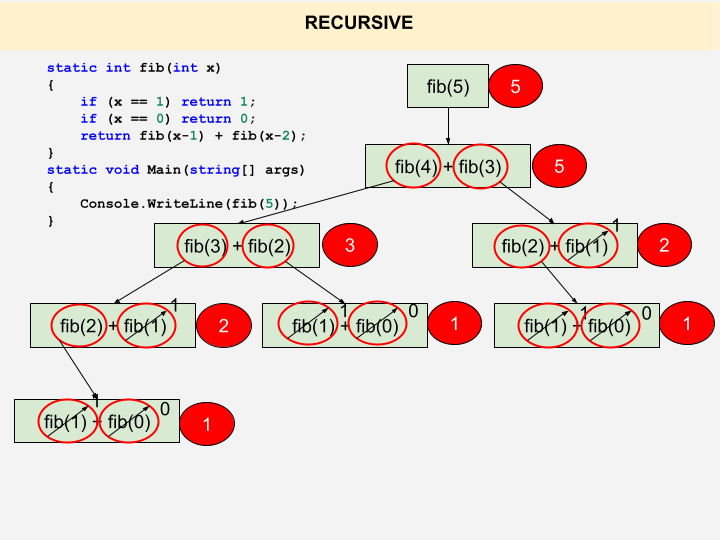 RECURSIVE
static int fib(int x)
{
    if (x == 1) return 1;
    if (x == 0) return 0;
    return fib(x-1) + fib(x-2);
}
static void Main(string[] args)
{
    Console.WriteLine(fib(5));
}
fib(5) 5
fib(4) + fib(3) 5
fib(3) + fib(2) 3
fib(2) + fib(1) 1 2
fib(2) + fib(1) 1 2
fib(1) 1 + fib(0) 0 1
fib(1) 1 + fib(0) 0 1
fib(1) 1 + fib(0) 0 1